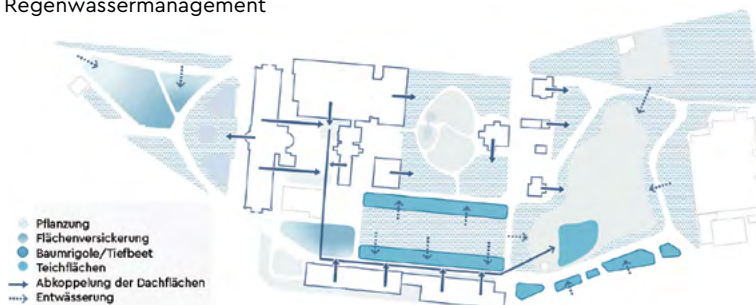 Regenwassermanagement
Pflanzung
Flächenversickerung
Baumrigole/Tiefbeet
Teichflächen
Abkoppelung der Dachflächen
Entwässerung